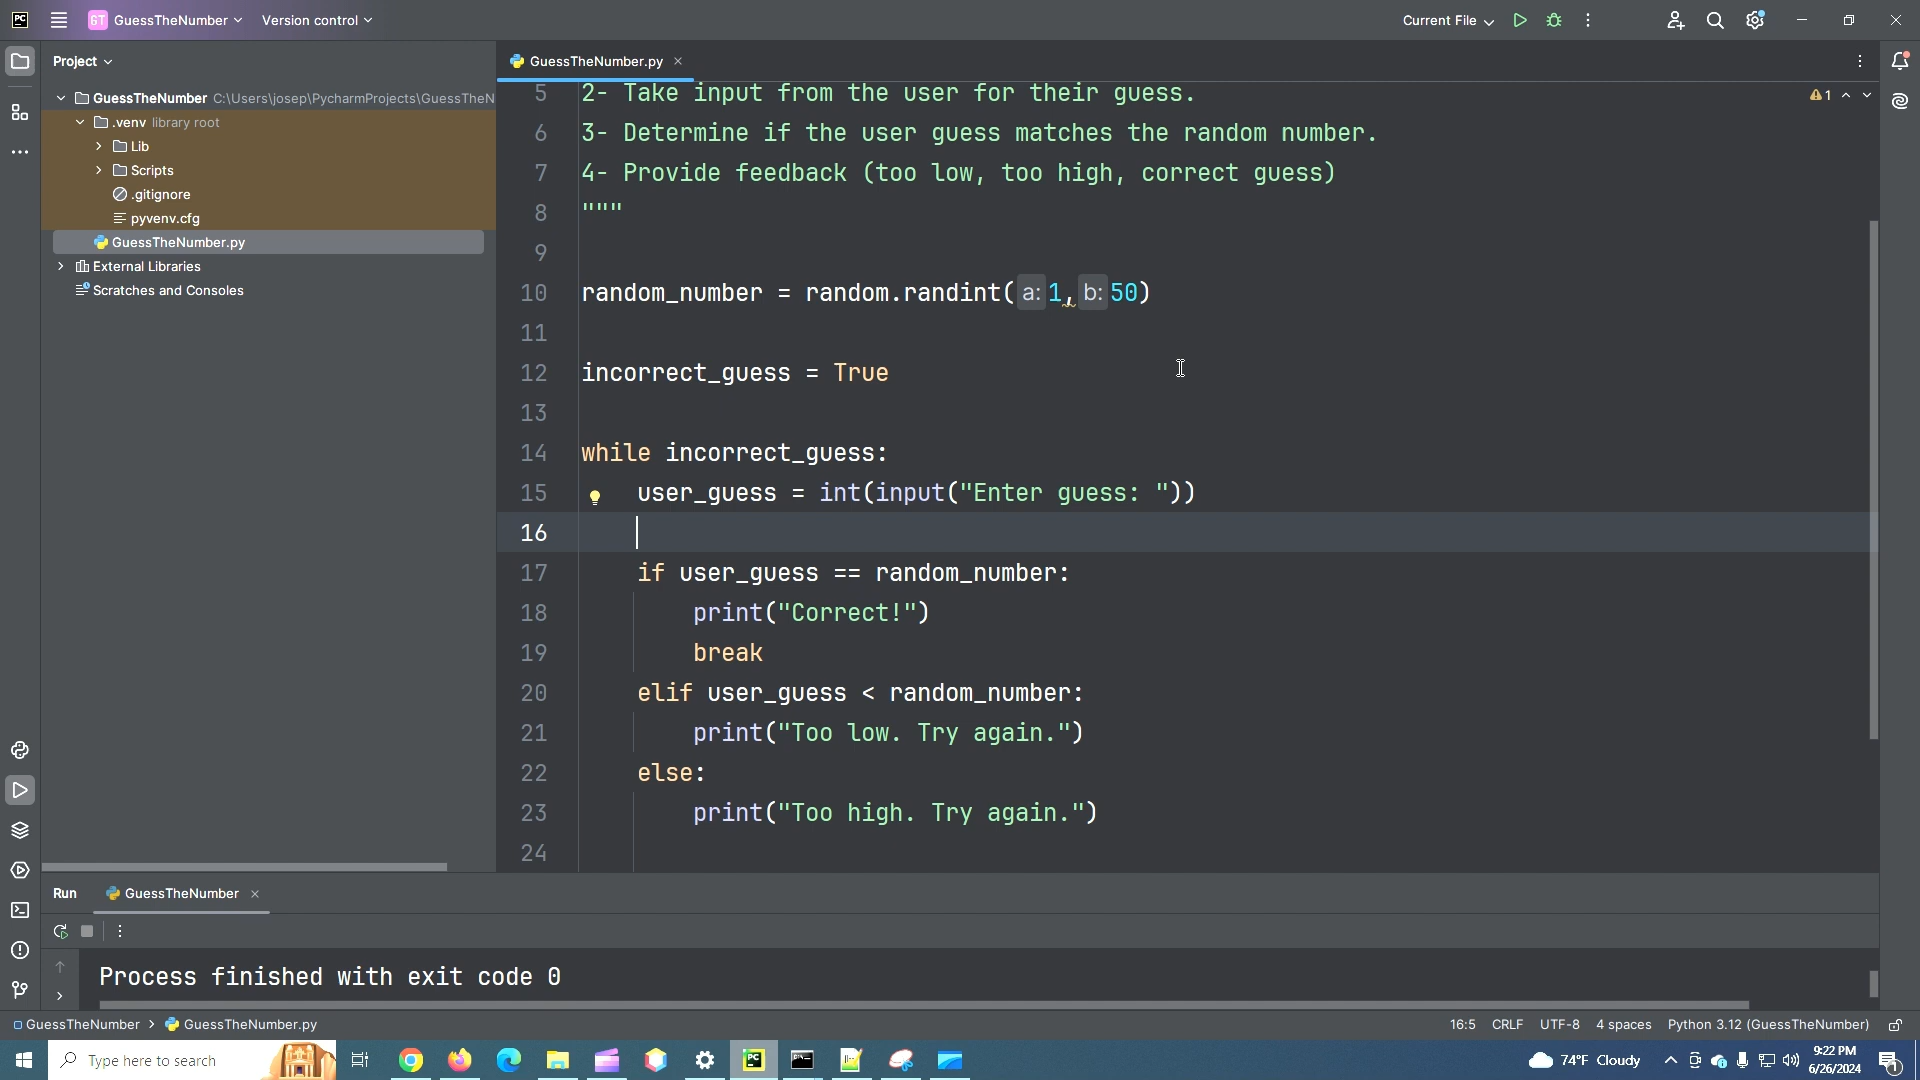 PC GT GuessTheNumber Version control Current File
Project
GuessTheNumber C:\Users\josep\PycharmProjects\GuessTheN
.venv library root
Lib
Scripts
.gitignore
pyvenv.cfg
GuessTheNumber.py
External Libraries
Scratches and Consoles
GuessTheNumber.py
1
5 2- Take input from the user for their guess.
6 3- Determine if the user guess matches the random number.
7 4- Provide feedback (too low, too high, correct guess)
8 """
9
10 random_number = random.randint( a: 1, b: 50)
11
12 incorrect_guess = True
13
14 while incorrect_guess:
15 user_guess = int(input("Enter guess: "))
16
17 if user_guess == random_number:
18 print("Correct!")
19 break
20 elif user_guess < random_number:
21 print("Too low. Try again.")
22 else:
23 print("Too high. Try again.")
24
Run GuessTheNumber
Process finished with exit code 0
GuessTheNumber > GuessTheNumber.py 16:5 CRLF UTF-8 4 spaces Python 3.12 (GuessTheNumber)
Type here to search PC 74°F Cloudy 9:22 PM
6/26/2024 1